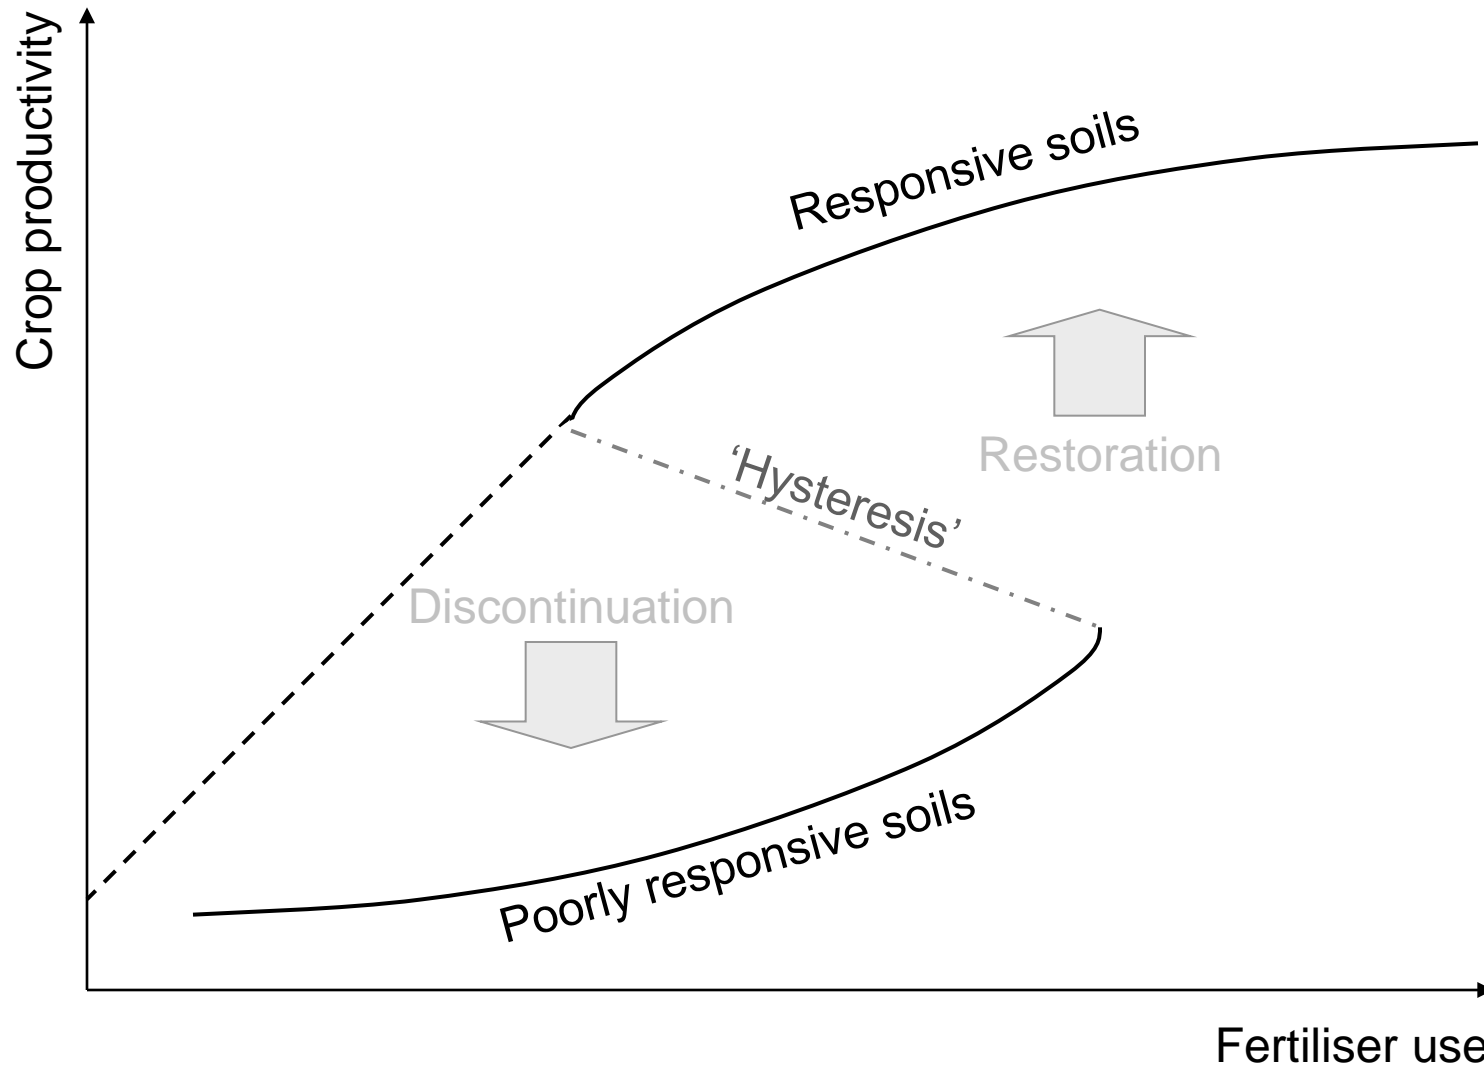 Crop productivity
Responsive soils
Restoration
‘Hysteresis’
Discontinuation
Poorly responsive soils
Fertiliser use